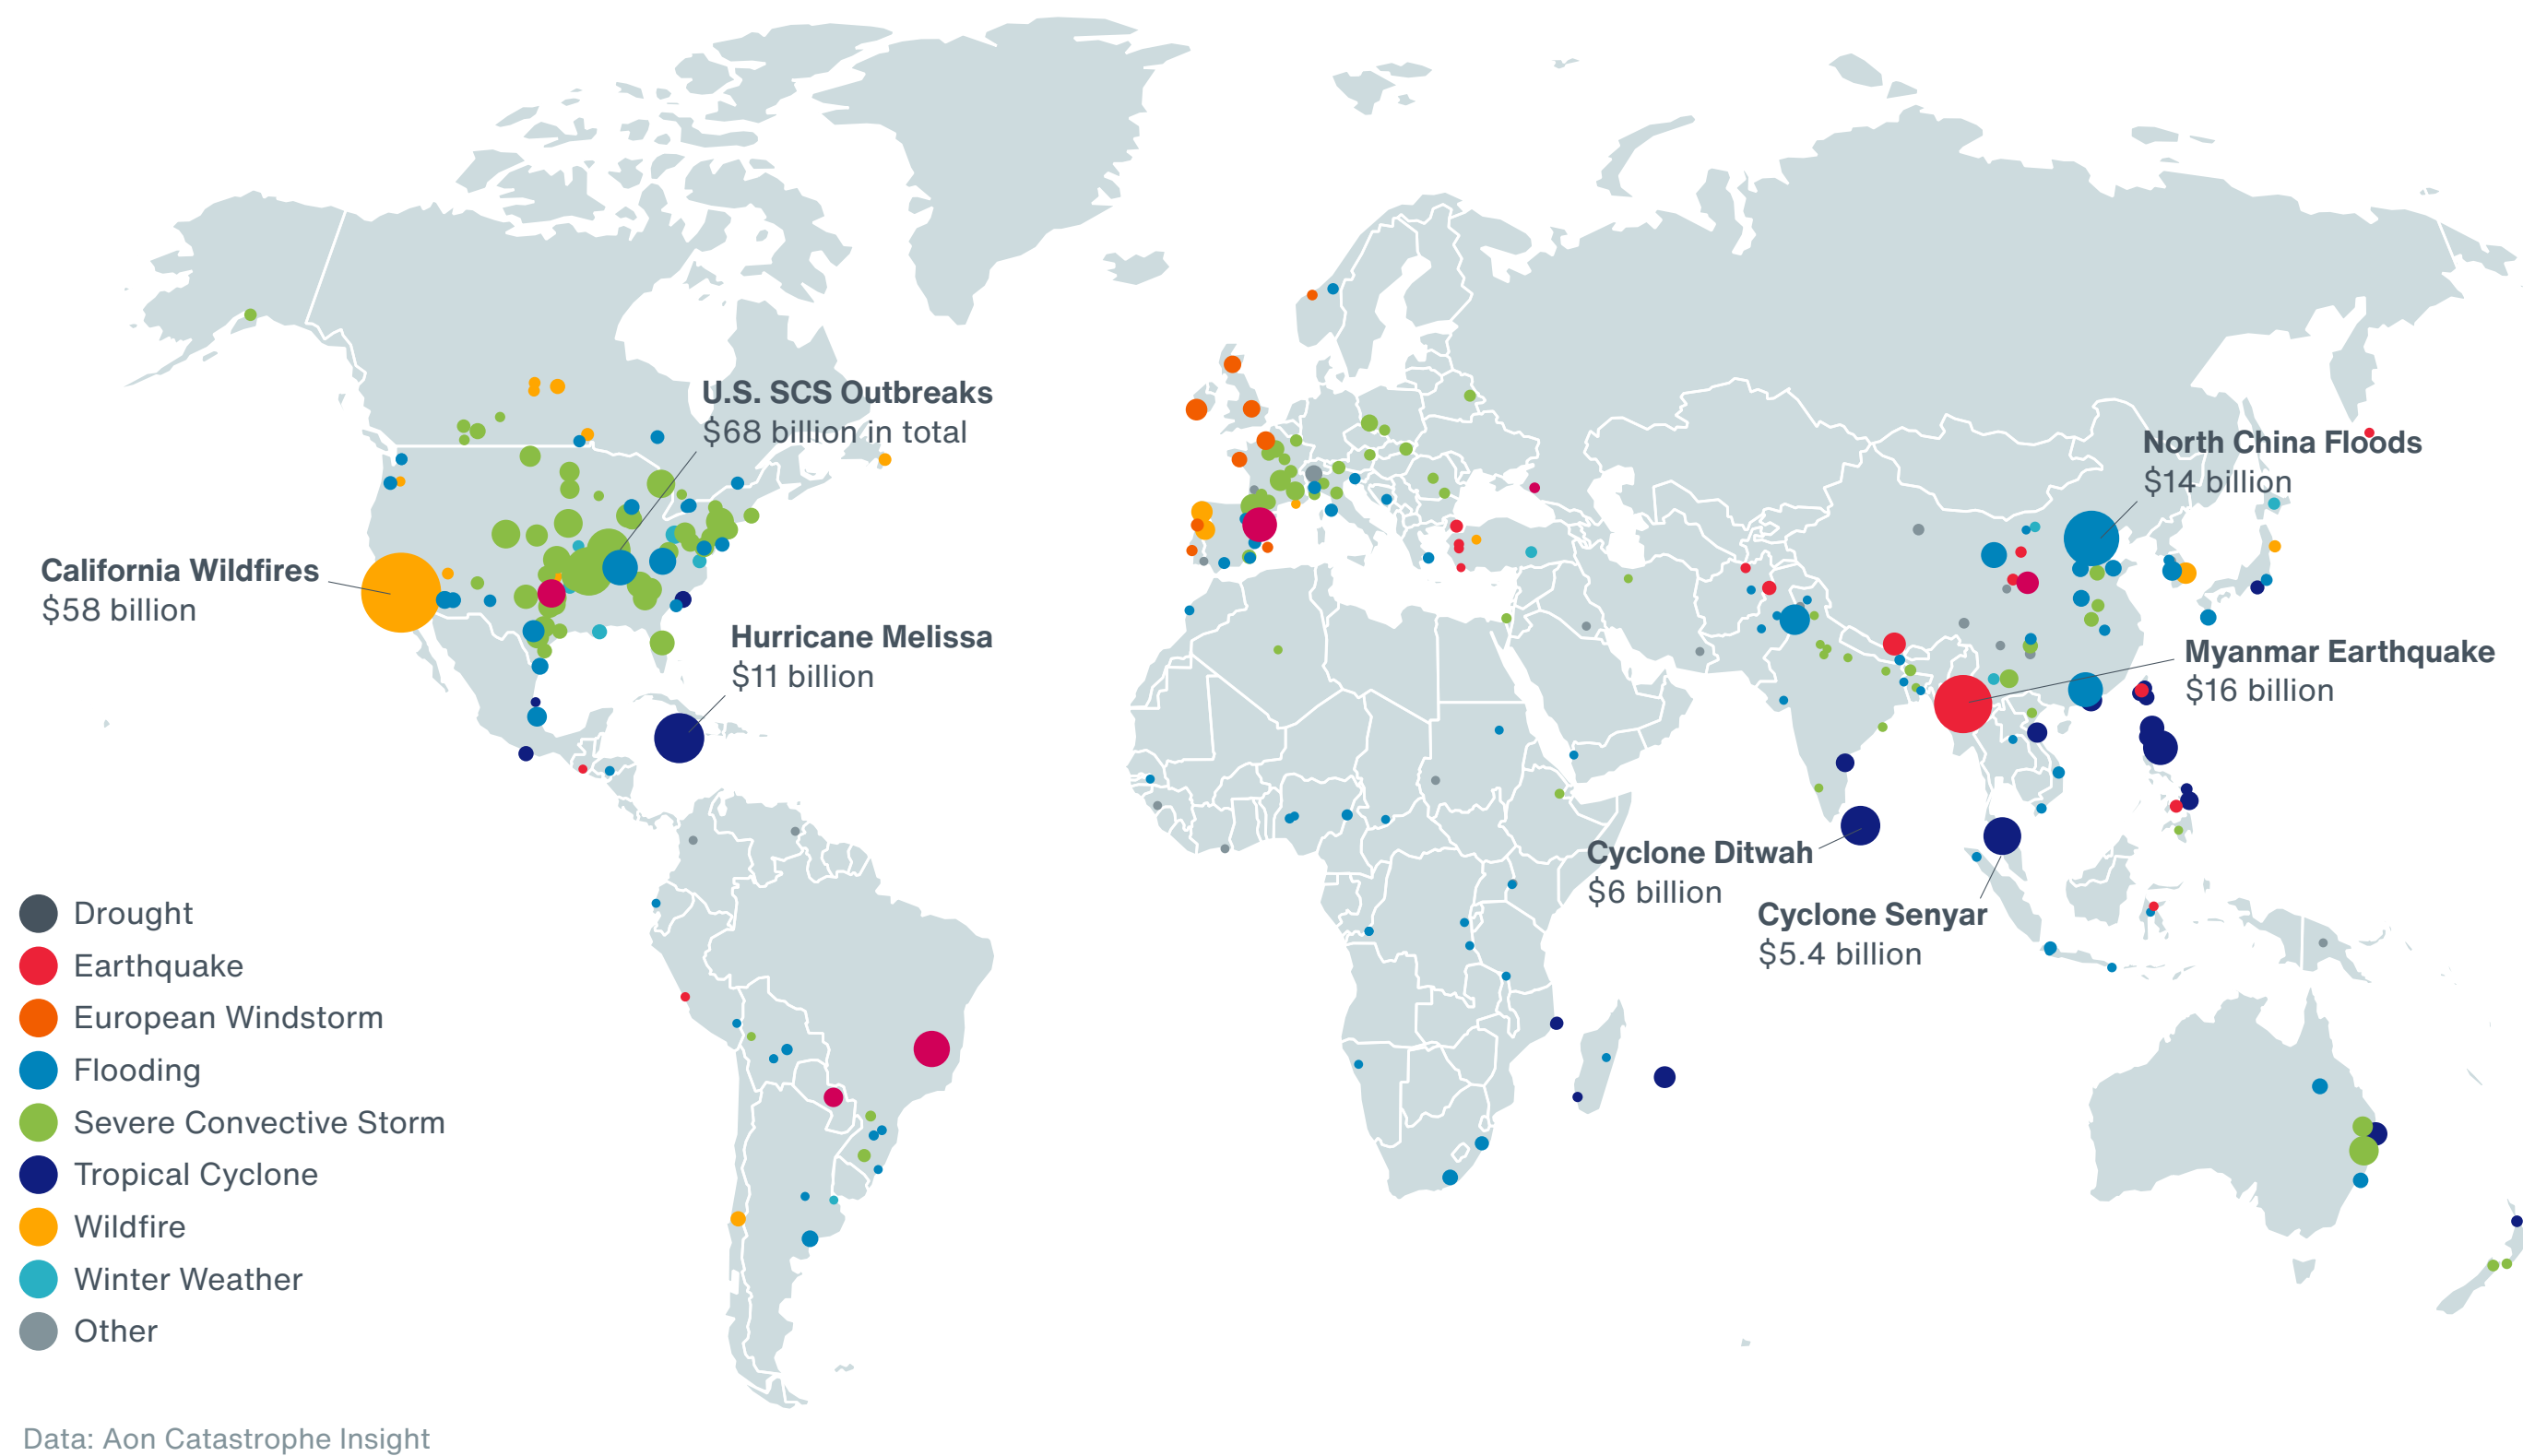 U.S. SCS Outbreaks
$68 billion in total
North China Floods
$14 billion
California Wildfires
$58 billion
Hurricane Melissa
$11 billion
Myanmar Earthquake
$16 billion
Cyclone Ditwah
$6 billion
Cyclone Senyar
$5.4 billion
Drought
Earthquake
European Windstorm
Flooding
Severe Convective Storm
Tropical Cyclone
Wildfire
Winter Weather
Other
Data: Aon Catastrophe Insight